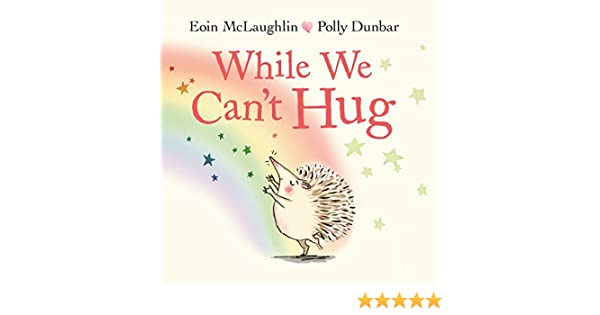 Eoin McLaughlin Polly Dunbar
While We
Can't Hug